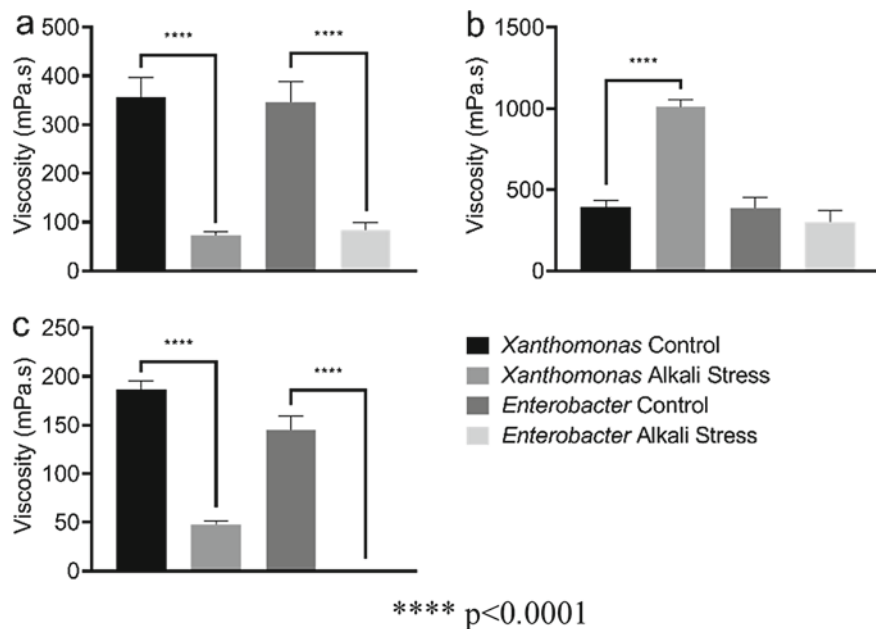 a
Viscosity (mPa.s)
500
400
300
200
100
0
****
****
b
Viscosity (mPa.s)
1500
1000
500
0
****
c
Viscosity (mPa.s)
250
200
150
100
50
0
****
****
Xanthomonas Control
Xanthomonas Alkali Stress
Enterobacter Control
Enterobacter Alkali Stress
**** p<0.0001